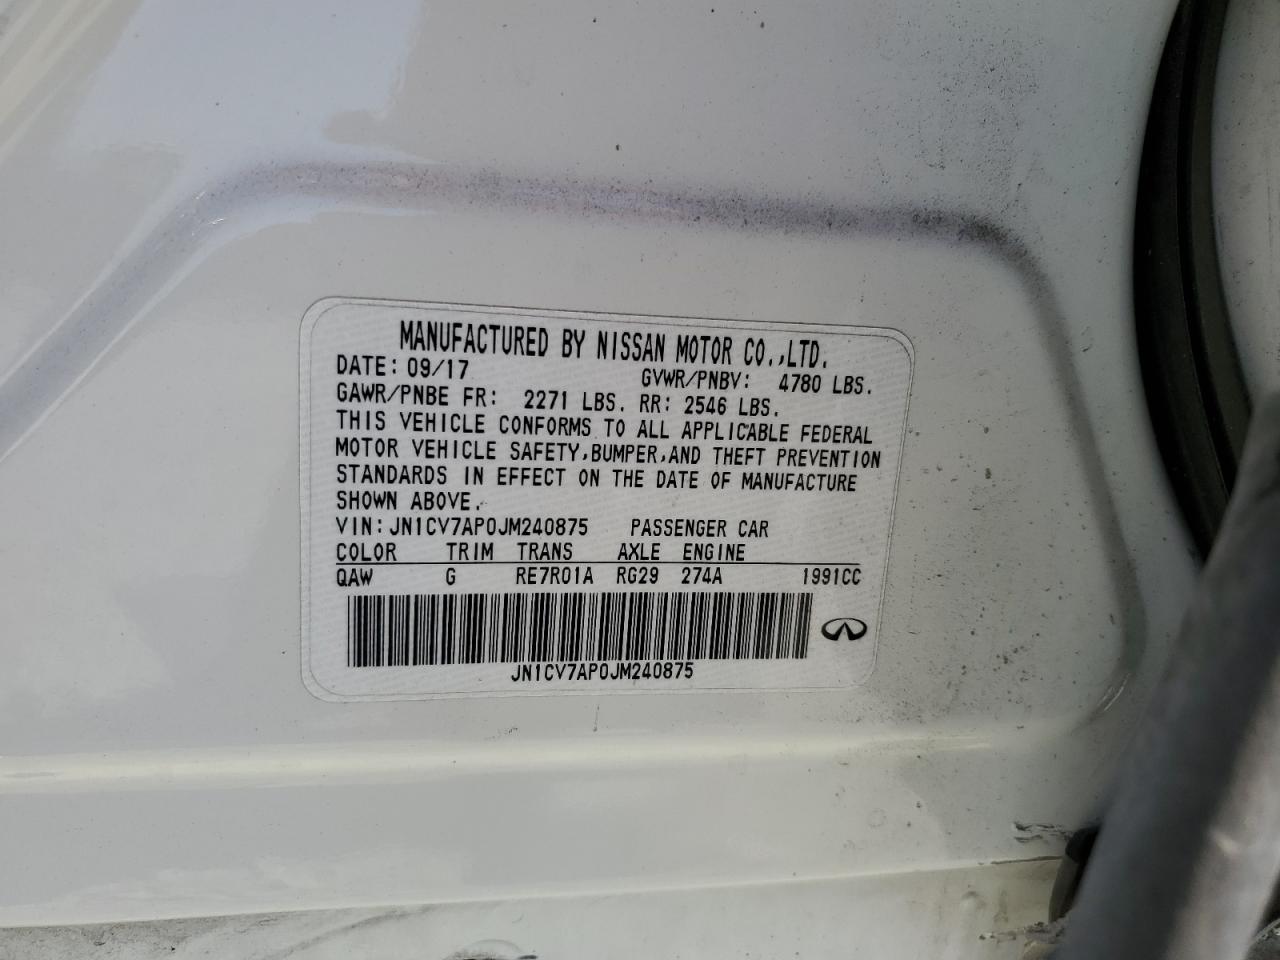 MANUFACTURED BY NISSAN MOTOR CO.,LTD.
DATE: 09/17 GVWR/PNBV: 4780 LBS.
GAWR/PNBE FR: 2271 LBS. RR: 2546 LBS.
THIS VEHICLE CONFORMS TO ALL APPLICABLE FEDERAL
MOTOR VEHICLE SAFETY,BUMPER,AND THEFT PREVENTION
STANDARDS IN EFFECT ON THE DATE OF MANUFACTURE
SHOWN ABOVE.
VIN: JN1CV7AP0JM240875 PASSENGER CAR
COLOR TRIM TRANS AXLE ENGINE
QAW G RE7R01A RG29 274A 1991CC
JN1CV7AP0JM240875